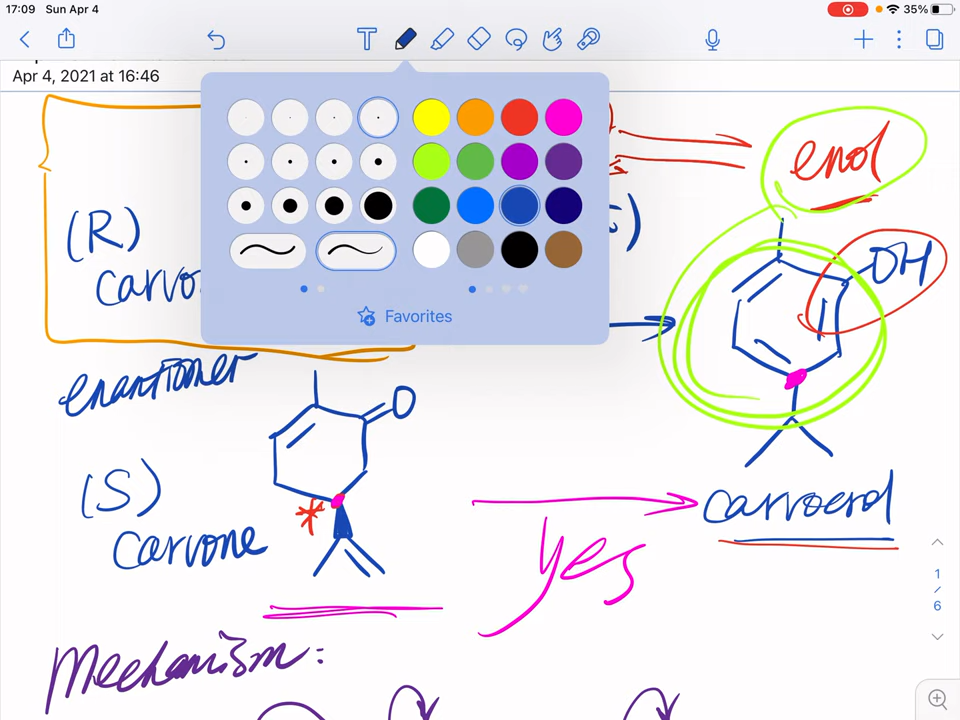 17:09 Sun Apr 4
35%
T
Apr 4, 2021 at 16:46
enol
(R)
OH
Favorites
enantiomer
O
(S)
carvone
*
yes
carvoerol
1
/
6
Mechanism: